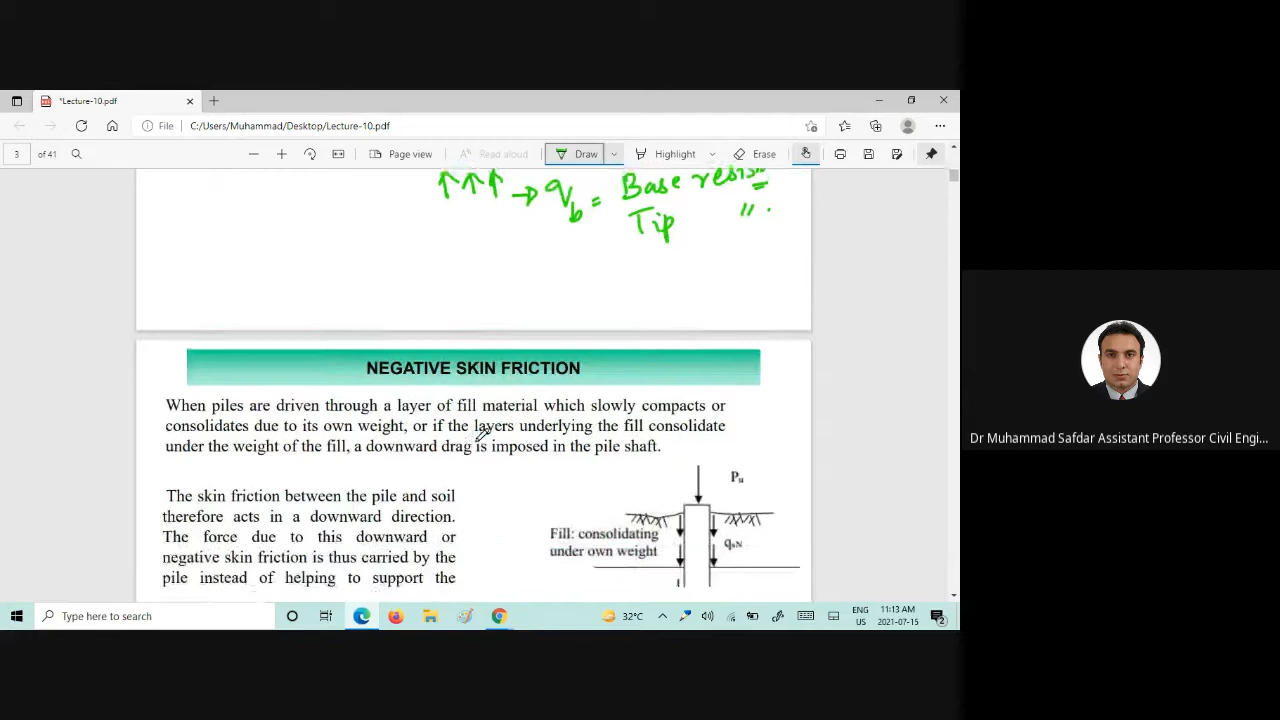 *Lecture-10.pdf
File C:/Users/Muhammad/Desktop/Lecture-10.pdf
3 of 41 Page view Read aloud Draw Highlight Erase
qb = Base resis
Tip " .
NEGATIVE SKIN FRICTION
When piles are driven through a layer of fill material which slowly compacts or
consolidates due to its own weight, or if the layers underlying the fill consolidate
under the weight of the fill, a downward drag is imposed in the pile shaft.
Pu
The skin friction between the pile and soil
therefore acts in a downward direction.
The force due to this downward or
negative skin friction is thus carried by the
pile instead of helping to support the
Fill: consolidating
under own weight
qsN
Dr Muhammad Safdar Assistant Professor Civil Engi...
Type here to search
32°C
ENG
US
11:13 AM
2021-07-15
2